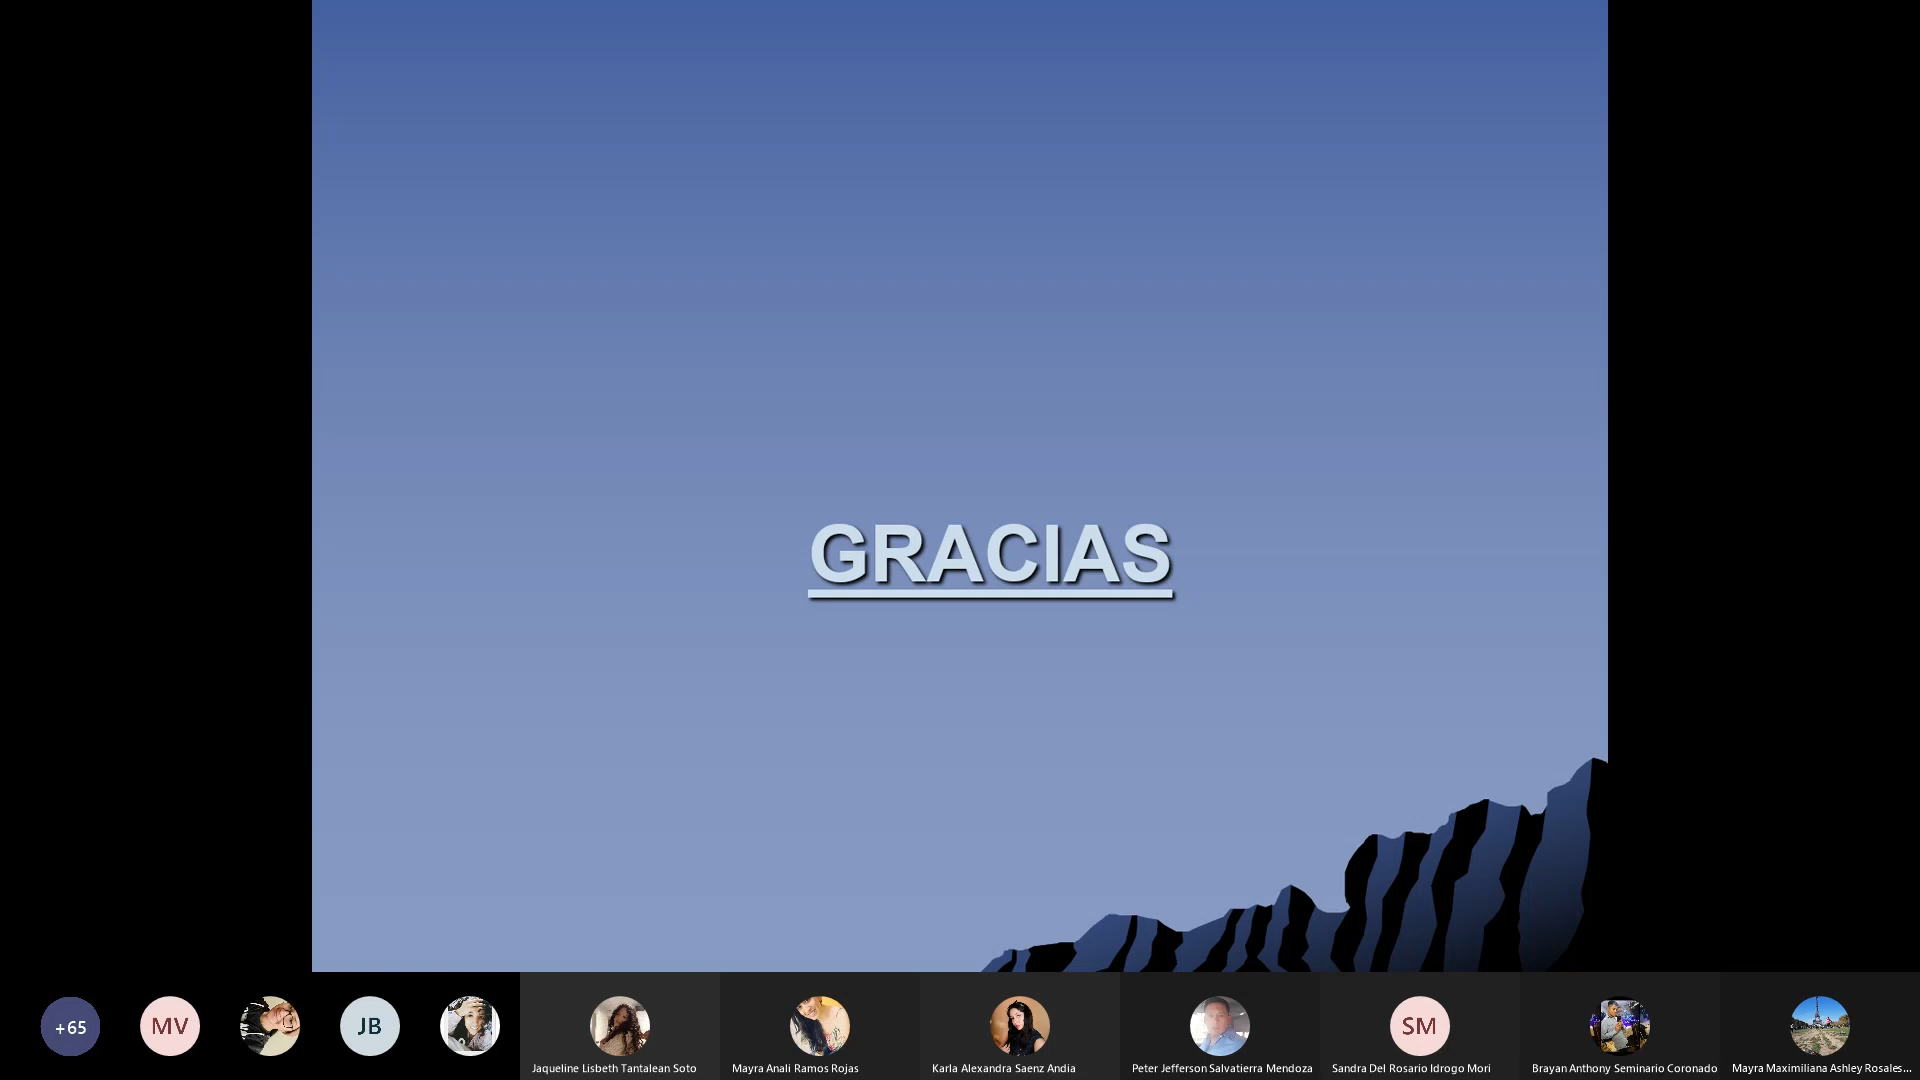 GRACIAS
+65
MV
JB
SM
Jaqueline Lisbeth Tantalean Soto
Mayra Anali Ramos Rojas
Karla Alexandra Saenz Andia
Peter Jefferson Salvatierra Mendoza
Sandra Del Rosario Idrogo Mori
Brayan Anthony Seminario Coronado
Mayra Maximiliana Ashley Rosales...